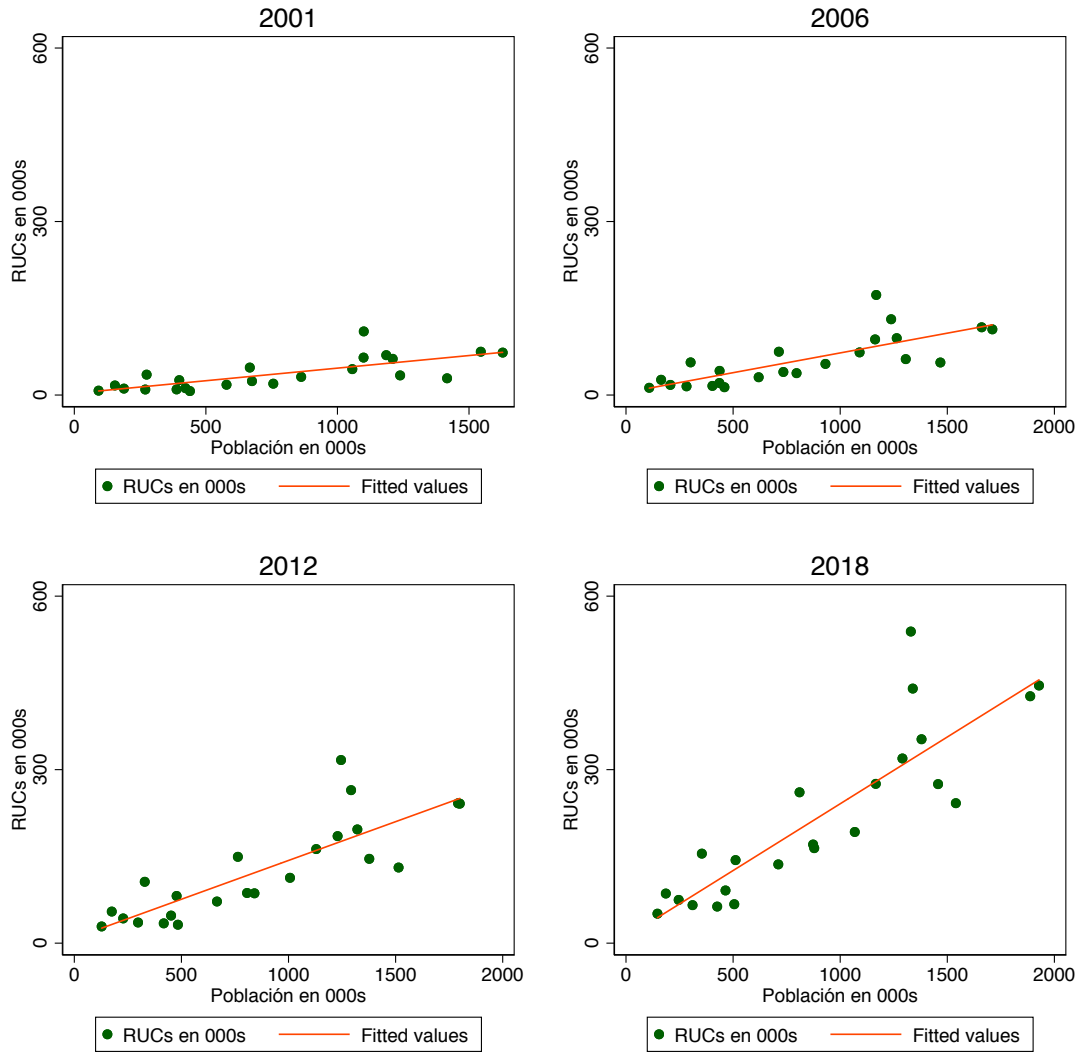 2001
600
300
0
RUCs en 000s
0 500 1000 1500
Población en 000s
RUCs en 000s Fitted values
2006
600
300
0
RUCs en 000s
0 500 1000 1500 2000
Población en 000s
RUCs en 000s Fitted values
2012
600
300
0
RUCs en 000s
0 500 1000 1500 2000
Población en 000s
RUCs en 000s Fitted values
2018
600
300
0
RUCs en 000s
0 500 1000 1500 2000
Población en 000s
RUCs en 000s Fitted values